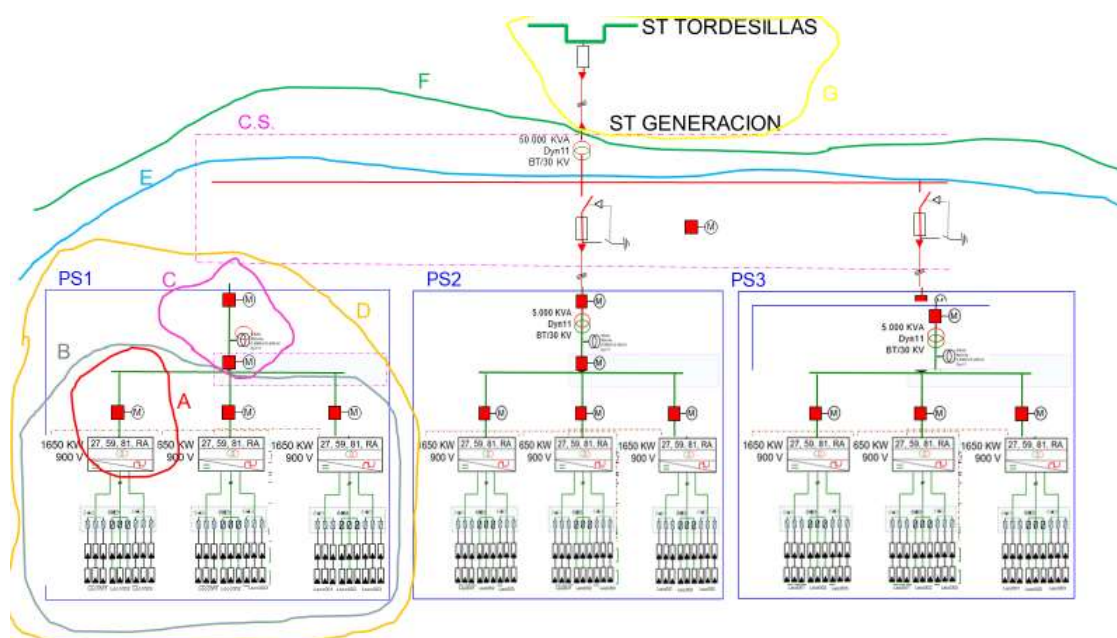 ST TORDESILLAS
G
F
C.S.
ST GENERACION
50.000 KVA
Dyn11
BT/30 KV
E
M
PS1
C
D
PS2
PS3
M
M
5.000 KVA
Dyn11
BT/30 KV
M
5.000 KVA
Dyn11
BT/30 KV
B
M
M
A
M
M
M
M
M
M
M
M
M
1650 KW
900 V
27, 59, 81, RA
650 KW
900 V
27, 59, 81, RA
1650 KW
900 V
27, 59, 81, RA
650 KW
900 V
27, 59, 81, RA
650 KW
900 V
27, 59, 81, RA
1650 KW
900 V
27, 59, 81, RA
1650 KW
900 V
27, 59, 81, RA
650 KW
900 V
27, 59, 81, RA
1650 KW
900 V
27, 59, 81, RA